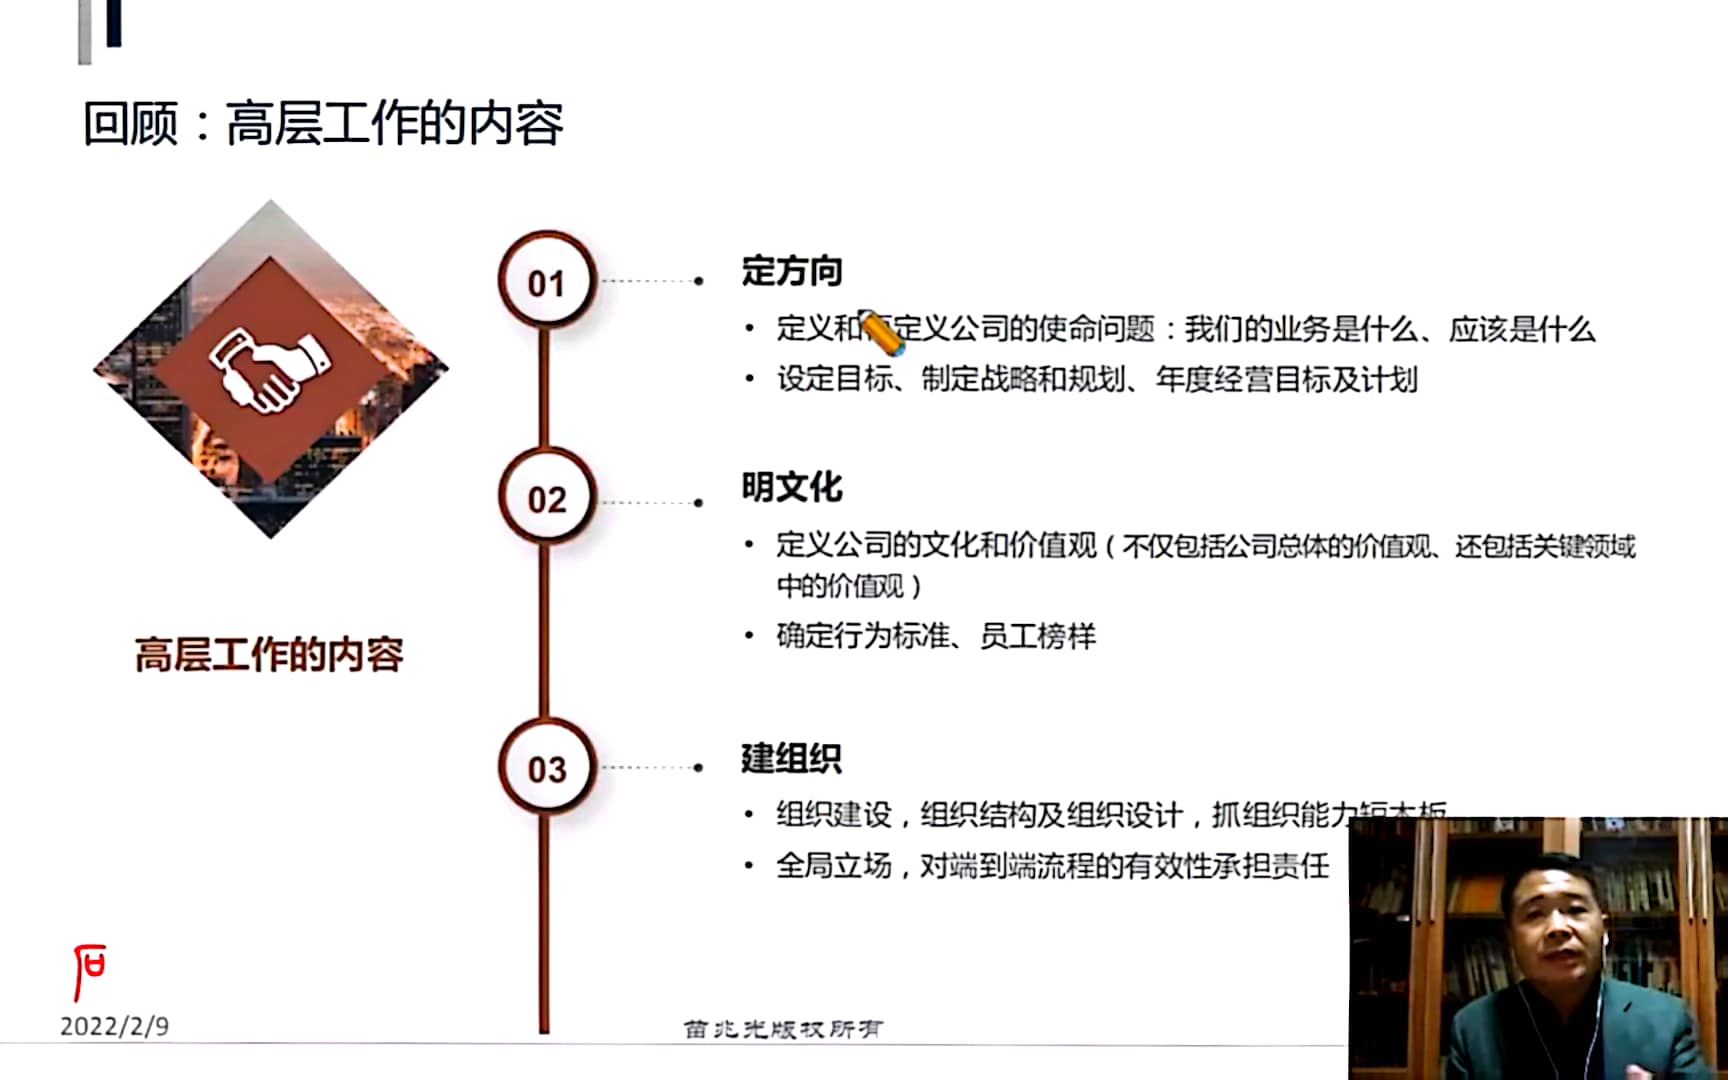 回顾：高层工作的内容
01
定方向
• 定义和定义公司的使命问题：我们的业务是什么、应该是什么
• 设定目标、制定战略和规划、年度经营目标及计划
02
明文化
• 定义公司的文化和价值观（不仅包括公司总体的价值观、还包括关键领域
中的价值观）
• 确定行为标准、员工榜样
高层工作的内容
03
建组织
• 组织建设，组织结构及组织设计，抓组织能力短木板
• 全局立场，对端到端流程的有效性承担责任
2022/2/9
苗兆光版权所有